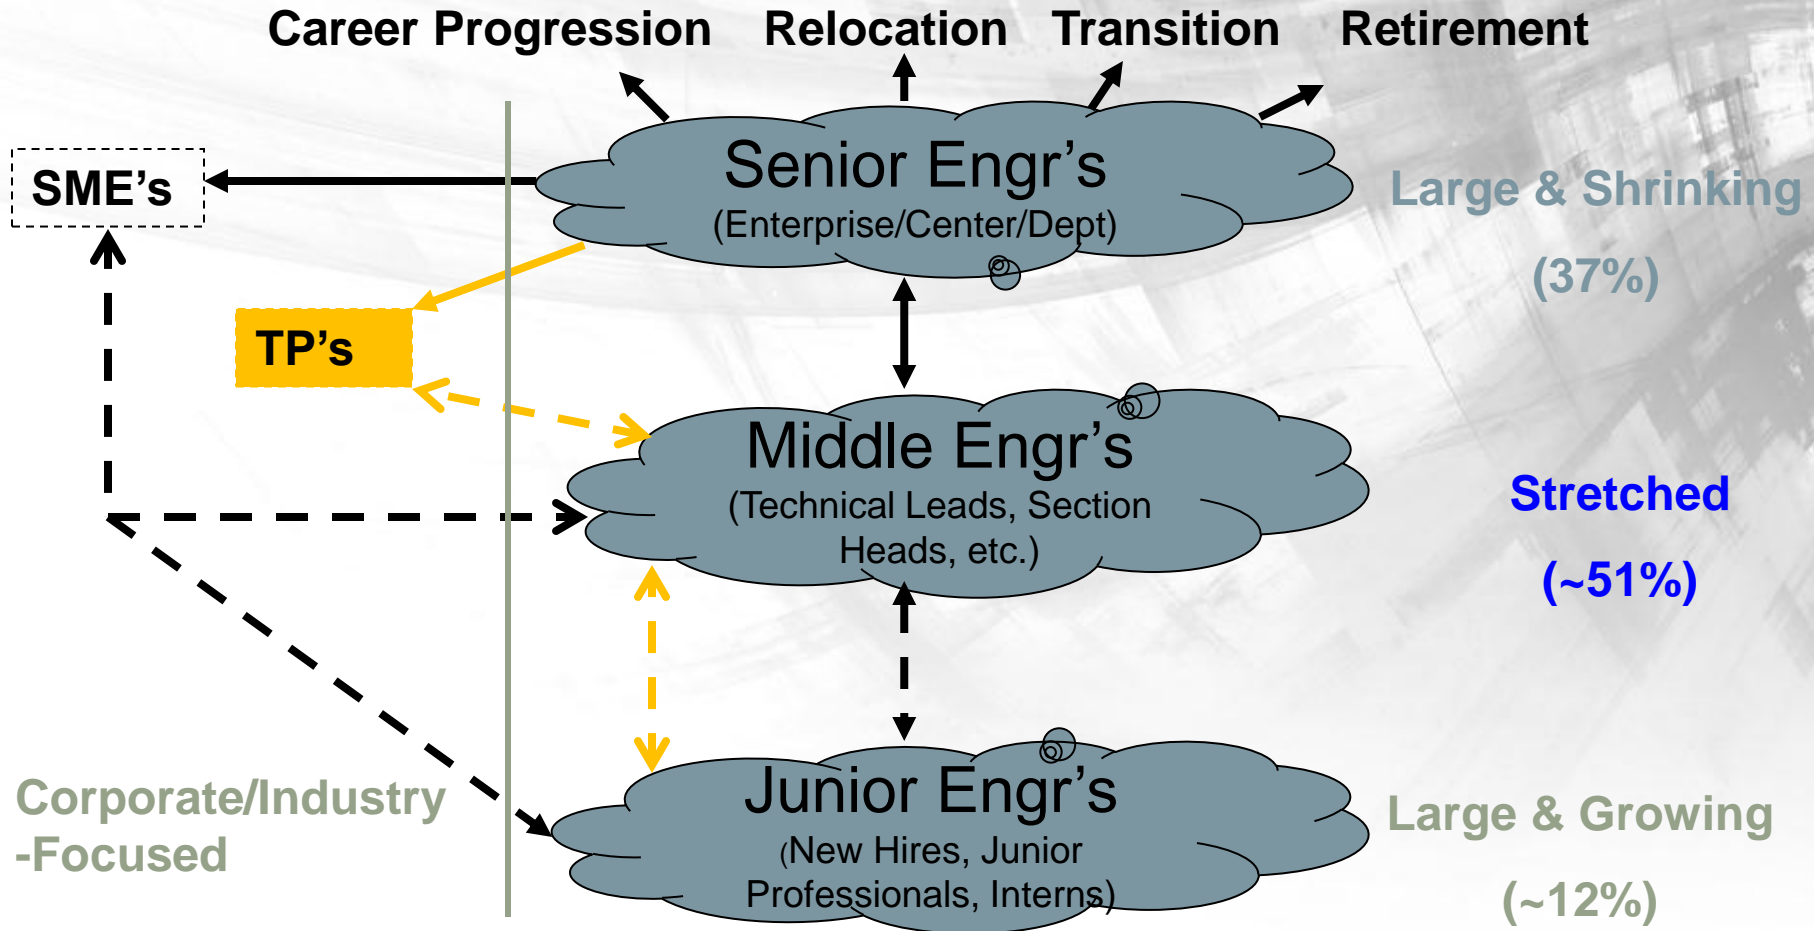 Career Progression Relocation Transition Retirement
SME's
Senior Engr's
(Enterprise/Center/Dept)
Large & Shrinking
(37%)
TP's
Middle Engr's
(Technical Leads, Section
Heads, etc.)
Stretched
(~51%)
Corporate/Industry
-Focused
Junior Engr's
(New Hires, Junior
Professionals, Interns)
Large & Growing
(~12%)